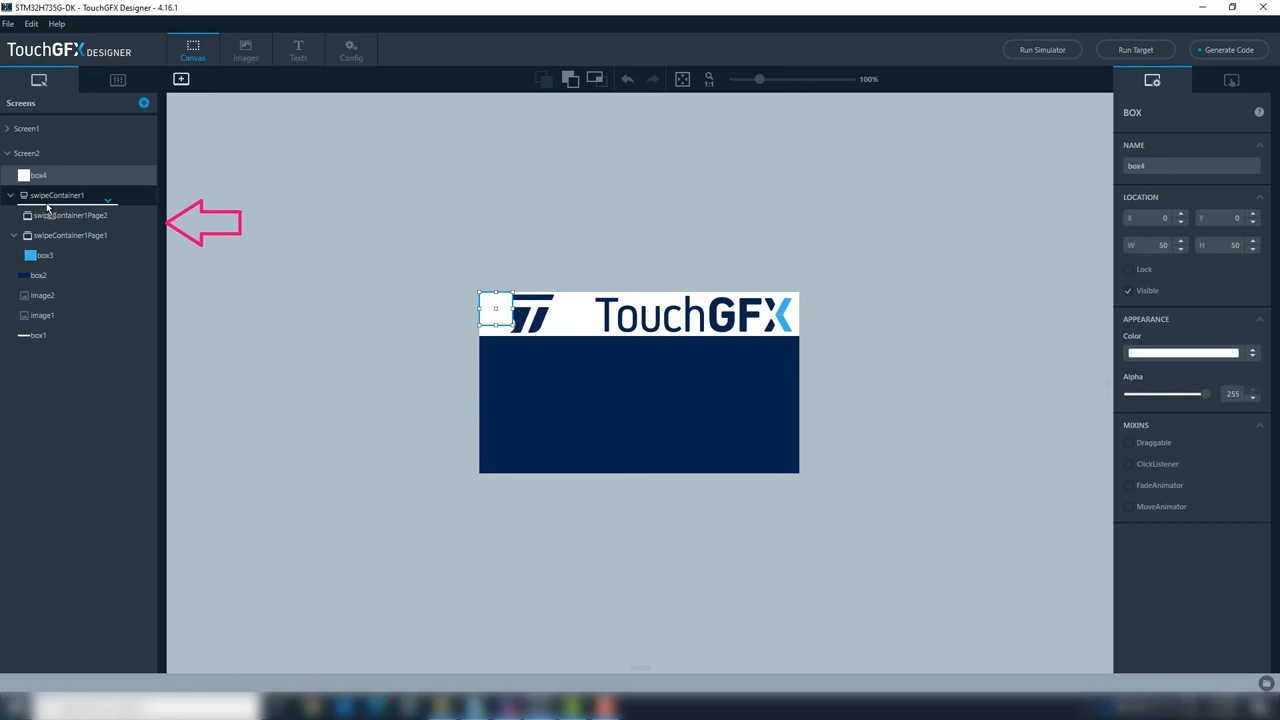 STM32H735G-DK - TouchGFX Designer - 4.16.1
File Edit Help
TouchGFX DESIGNER
Canvas
Images
Texts
Config
Run Simulator
Run Target
Generate Code
1:1
100%
Screens
Screen1
Screen2
box4
swipeContainer1
swipeContainer1Page2
swipeContainer1Page1
box3
box2
image2
image1
box1
TouchGFX
BOX
?
NAME
box4
LOCATION
X 0 Y 0
W 50 H 50
Lock
Visible
APPEARANCE
Color
Alpha
255
MIXINS
Draggable
ClickListener
FadeAnimator
MoveAnimator